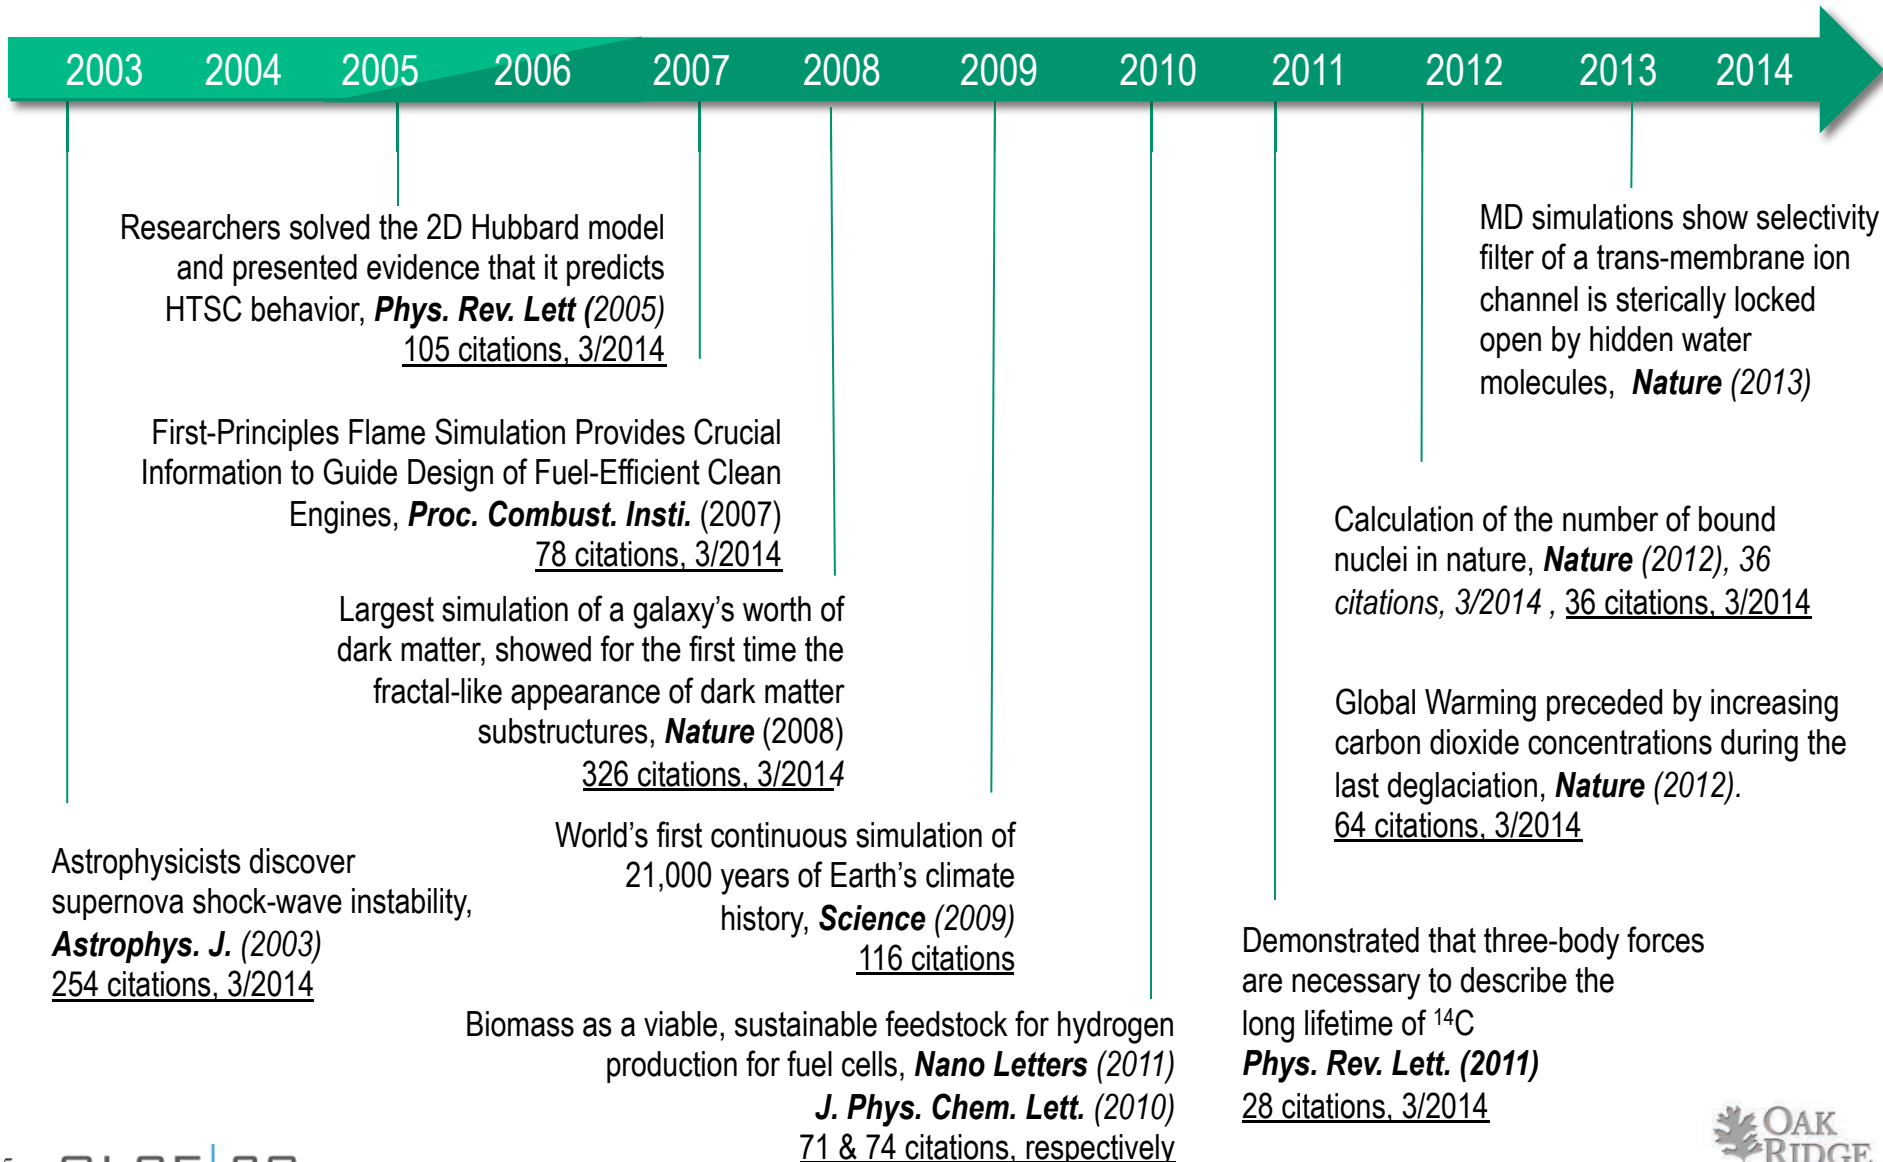 2003 2004 2005 2006 2007 2008 2009 2010 2011 2012 2013 2014
Researchers solved the 2D Hubbard model
and presented evidence that it predicts
HTSC behavior, Phys. Rev. Lett (2005)
105 citations, 3/2014
First-Principles Flame Simulation Provides Crucial
Information to Guide Design of Fuel-Efficient Clean
Engines, Proc. Combust. Insti. (2007)
78 citations, 3/2014
Largest simulation of a galaxy’s worth of
dark matter, showed for the first time the
fractal-like appearance of dark matter
substructures, Nature (2008)
326 citations, 3/2014
Astrophysicists discover
supernova shock-wave instability,
Astrophys. J. (2003)
254 citations, 3/2014
World’s first continuous simulation of
21,000 years of Earth’s climate
history, Science (2009)
116 citations
Biomass as a viable, sustainable feedstock for hydrogen
production for fuel cells, Nano Letters (2011)
J. Phys. Chem. Lett. (2010)
71 & 74 citations, respectively
MD simulations show selectivity
filter of a trans-membrane ion
channel is sterically locked
open by hidden water
molecules, Nature (2013)
Calculation of the number of bound
nuclei in nature, Nature (2012), 36
citations, 3/2014 , 36 citations, 3/2014
Global Warming preceded by increasing
carbon dioxide concentrations during the
last deglaciation, Nature (2012).
64 citations, 3/2014
Demonstrated that three-body forces
are necessary to describe the
long lifetime of ¹⁴C
Phys. Rev. Lett. (2011)
28 citations, 3/2014
OAK
RIDGE